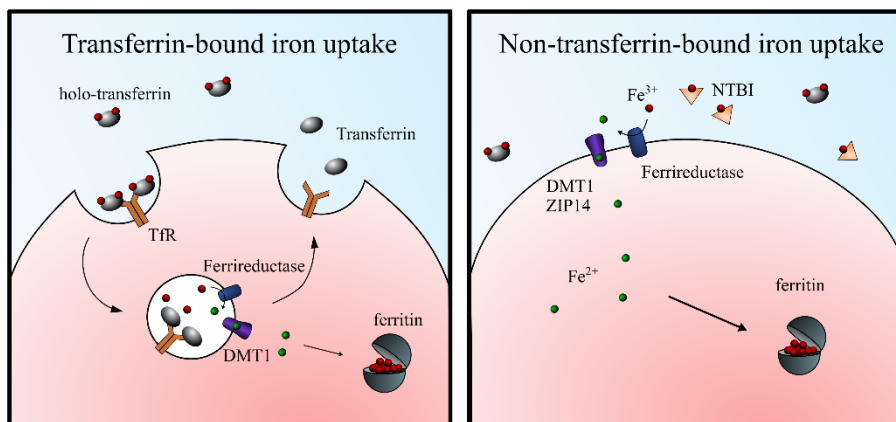 Transferrin-bound iron uptake
holo-transferrin
Transferrin
TfR
Ferrireductase
DMT1
ferritin
Non-transferrin-bound iron uptake
Fe³⁺
NTBI
Ferrireductase
DMT1
ZIP14
Fe²⁺
ferritin